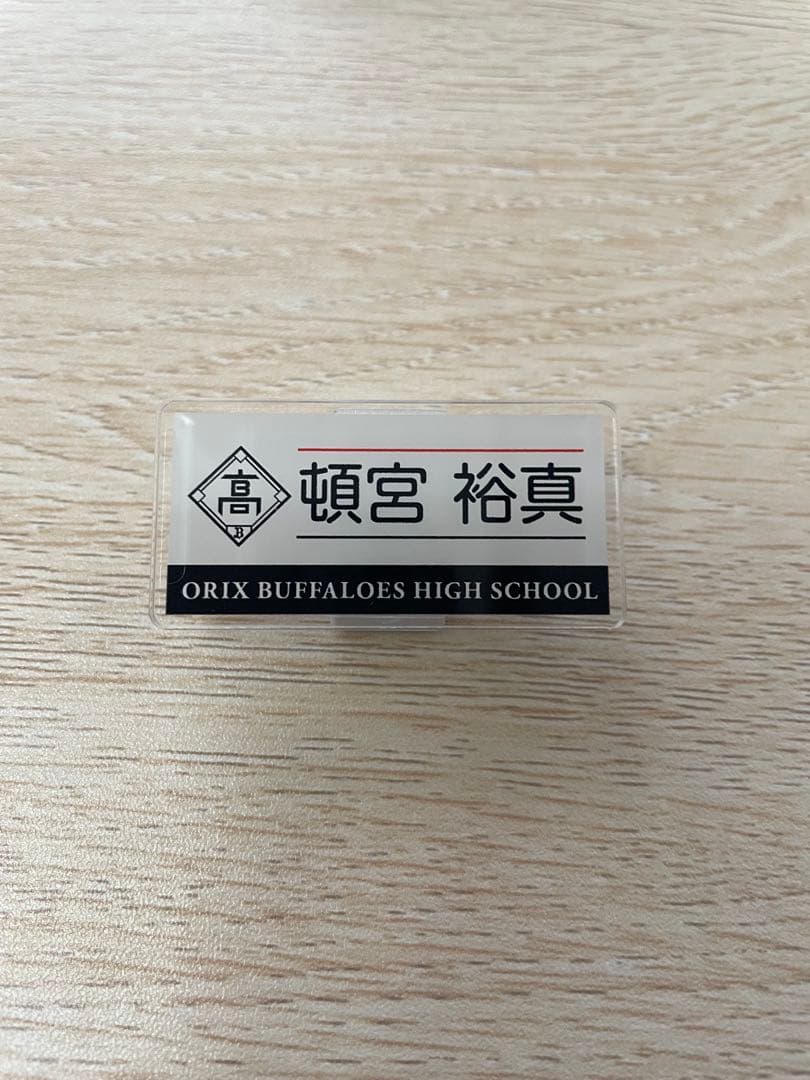 高
B
頓宮 裕真
ORIX BUFFALOES HIGH SCHOOL